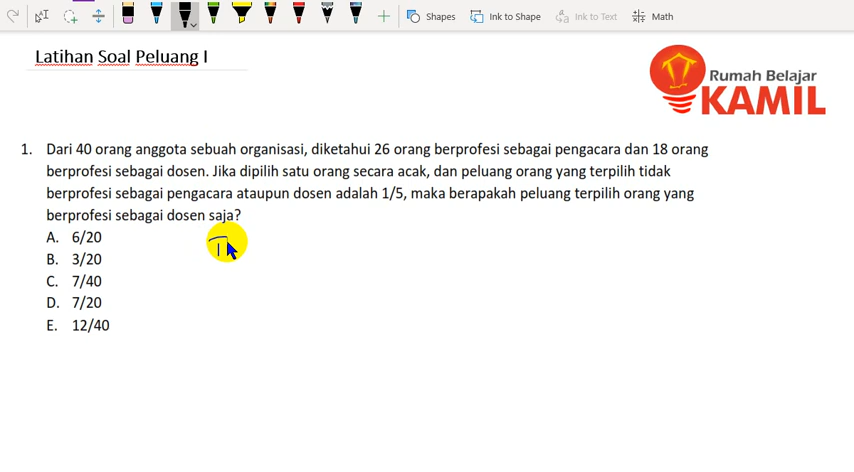 Shapes
Ink to Shape
Ink to Text
Math
Latihan Soal Peluang I
Rumah Belajar
KAMIL
1. Dari 40 orang anggota sebuah organisasi, diketahui 26 orang berprofesi sebagai pengacara dan 18 orang
berprofesi sebagai dosen. Jika dipilih satu orang secara acak, dan peluang orang yang terpilih tidak
berprofesi sebagai pengacara ataupun dosen adalah 1/5, maka berapakah peluang terpilih orang yang
berprofesi sebagai dosen saja?
A. 6/20
B. 3/20
C. 7/40
D. 7/20
E. 12/40